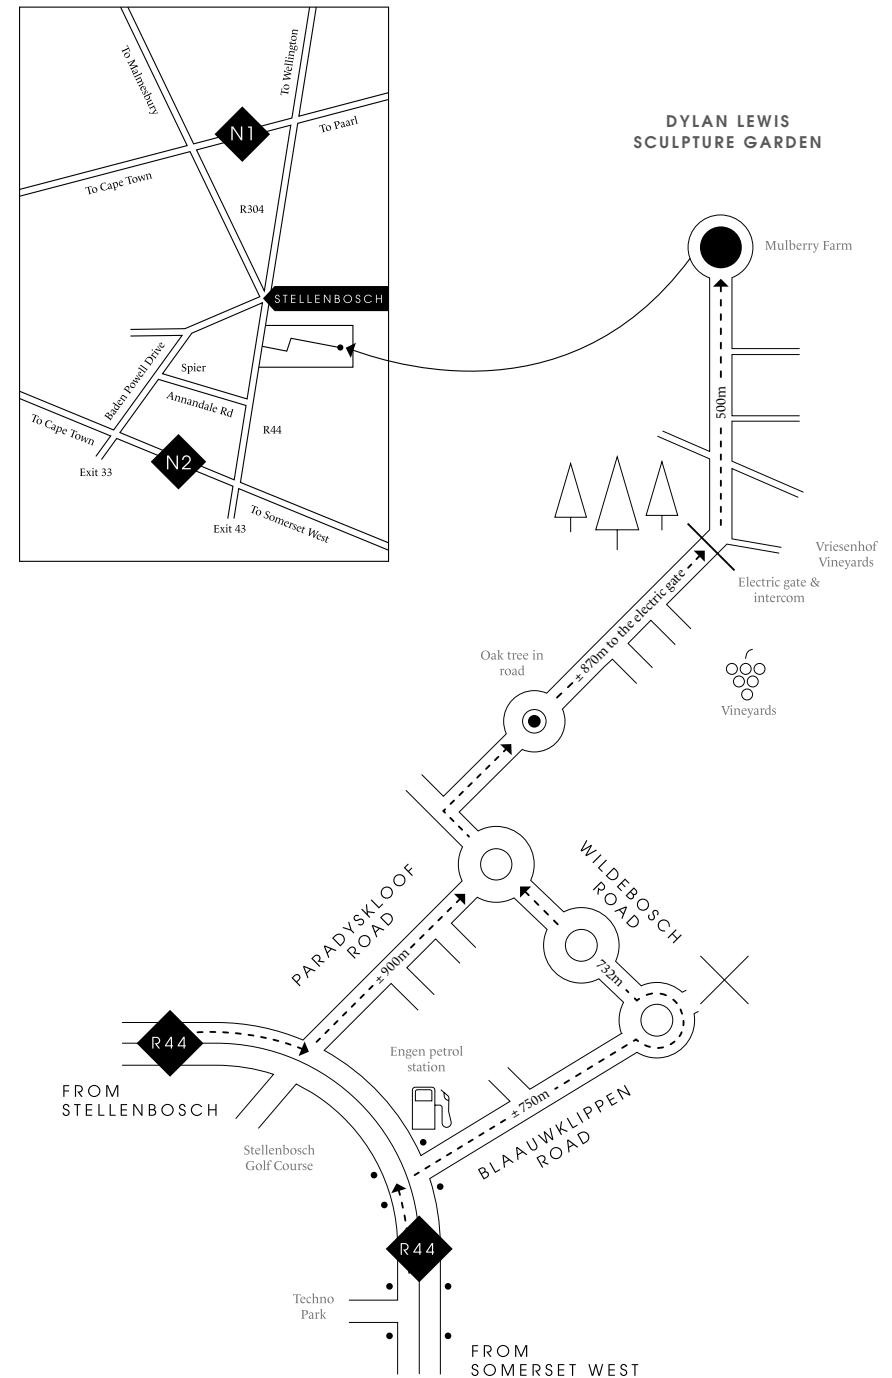 To Malmesbury
To Wellington
N1
To Paarl
To Cape Town
R304
STELLENBOSCH
Baden Powell Drive
Spier
Annandale Rd
R44
To Cape Town
N2
Exit 33
Exit 43
To Somerset West
DYLAN LEWIS
SCULPTURE GARDEN
Mulberry Farm
500m
Vriesenhof
Vineyards
Electric gate &
intercom
± 870m to the electric gate
Oak tree in
road
Vineyards
WILDEBOSCH
ROAD
PARADYSKLOOF
ROAD
± 900m
732m
R44
FROM
STELLENBOSCH
Engen petrol
station
± 750m
BLAAUWKLIPPEN
ROAD
Stellenbosch
Golf Course
R44
Techno
Park
FROM
SOMERSET WEST